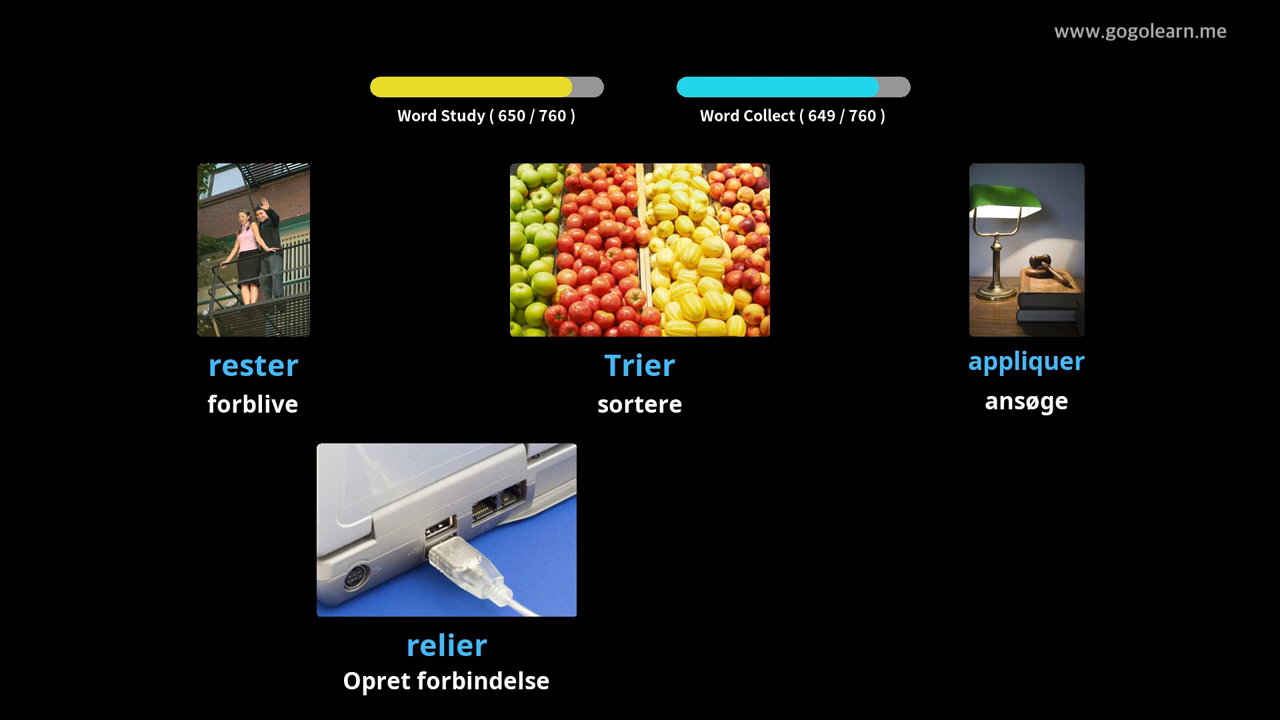 www.gogolearn.me
Word Study ( 650 / 760 )
Word Collect ( 649 / 760 )
rester
forblive
Trier
sortere
appliquer
ansøge
relier
Opret forbindelse